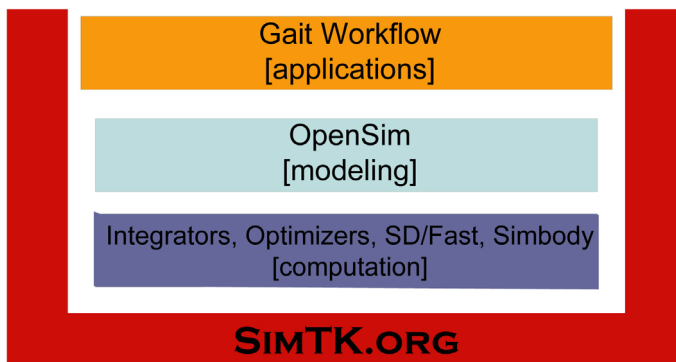 Gait Workflow
[applications]
OpenSim
[modeling]
Integrators, Optimizers, SD/Fast, Simbody
[computation]
SimTK.org